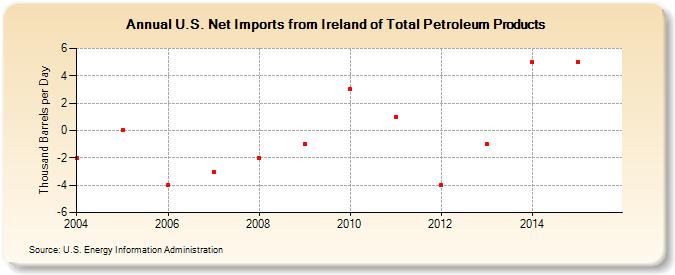 Annual U.S. Net Imports from Ireland of Total Petroleum Products
Thousand Barrels per Day
6
4
2
0
-2
-4
-6
2004 2006 2008 2010 2012 2014
Source: U.S. Energy Information Administration